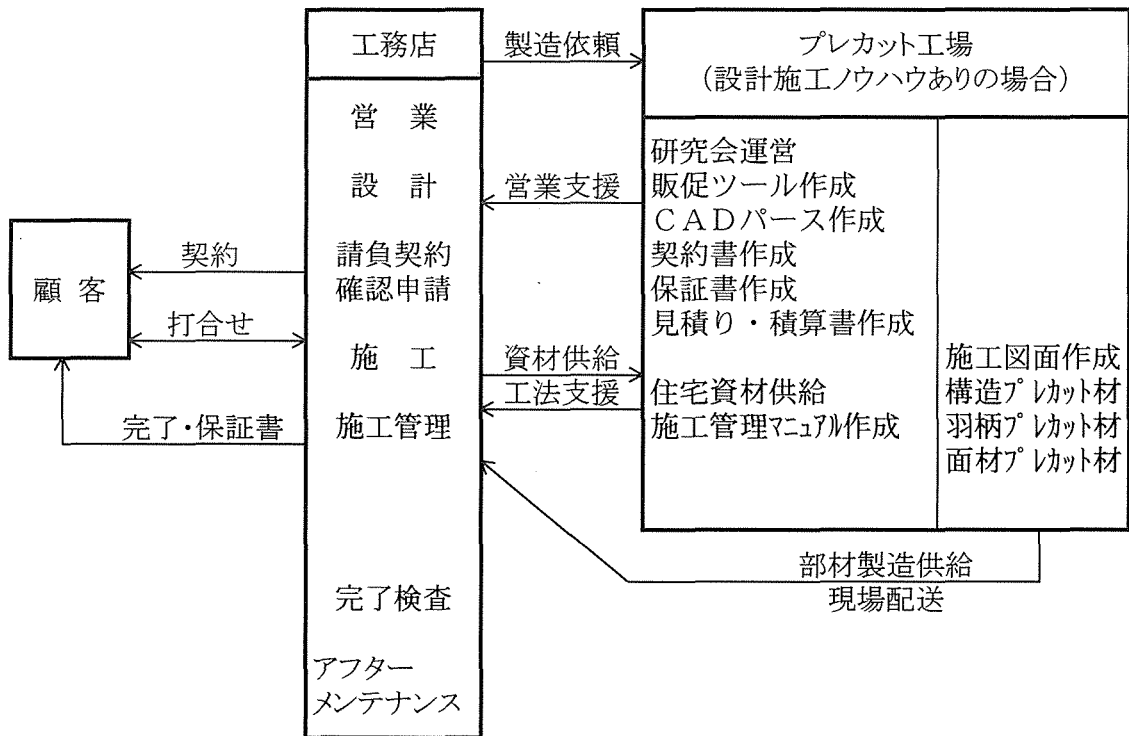 工務店
製造依頼
プレカット工場
(設計施工ノウハウありの場合)
営 業
設 計
請負契約
確認申請
施 工
施工管理
完了検査
アフター
メンテナンス
営業支援
資材供給
工法支援
研究会運営
販促ツール作成
CADパース作成
契約書作成
保証書作成
見積り・積算書作成
住宅資材供給
施工管理マニュアル作成
施工図面作成
構造プレカット材
羽柄プレカット材
面材プレカット材
部材製造供給
現場配送
顧 客
契約
打合せ
完了・保証書